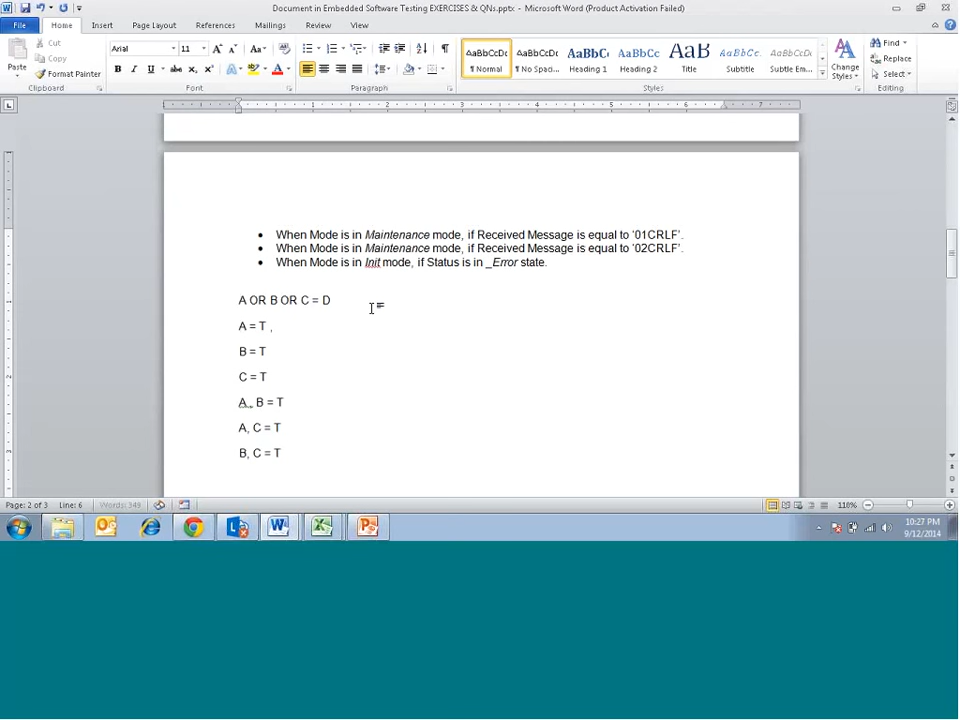 Document in Embedded Software Testing EXERCISES & QNs.pptx - Microsoft Word (Product Activation Failed)
File Home Insert Page Layout References Mailings Review View
Cut
Copy
Format Painter
Paste
Clipboard
Arial 11
Font
Paragraph
AaBbCcDc AaBbCcDc AaBbC AaBbCc AaB AaBbCc. AaBbCcDc
¶ Normal ¶ No Spaci... Heading 1 Heading 2 Title Subtitle Subtle Em...
Styles
Change Styles
Find
Replace
Select
Editing
• When Mode is in Maintenance mode, if Received Message is equal to '01CRLF'.
• When Mode is in Maintenance mode, if Received Message is equal to '02CRLF'.
• When Mode is in Init mode, if Status is in _Error state.
A OR B OR C = D
A = T ,
B = T
C = T
A,, B = T
A, C = T
B, C = T
Page: 2 of 3 Line: 6 Words: 349 118%
10:27 PM
9/12/2014